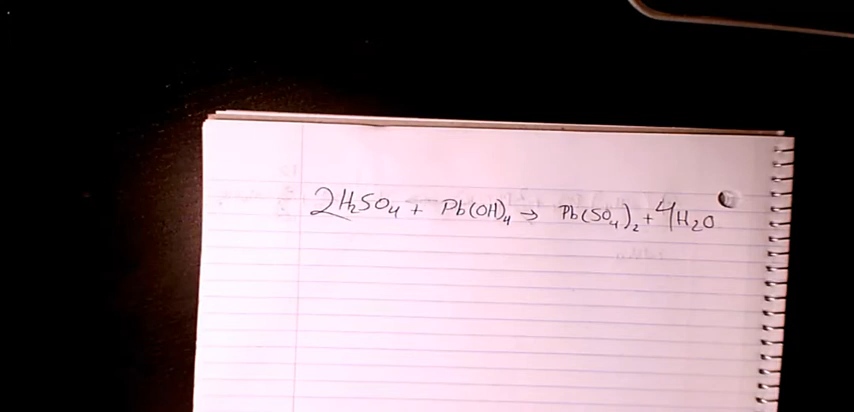 2H₂SO₄ + Pb(OH)₄ → Pb(SO₄)₂ + 4H₂O